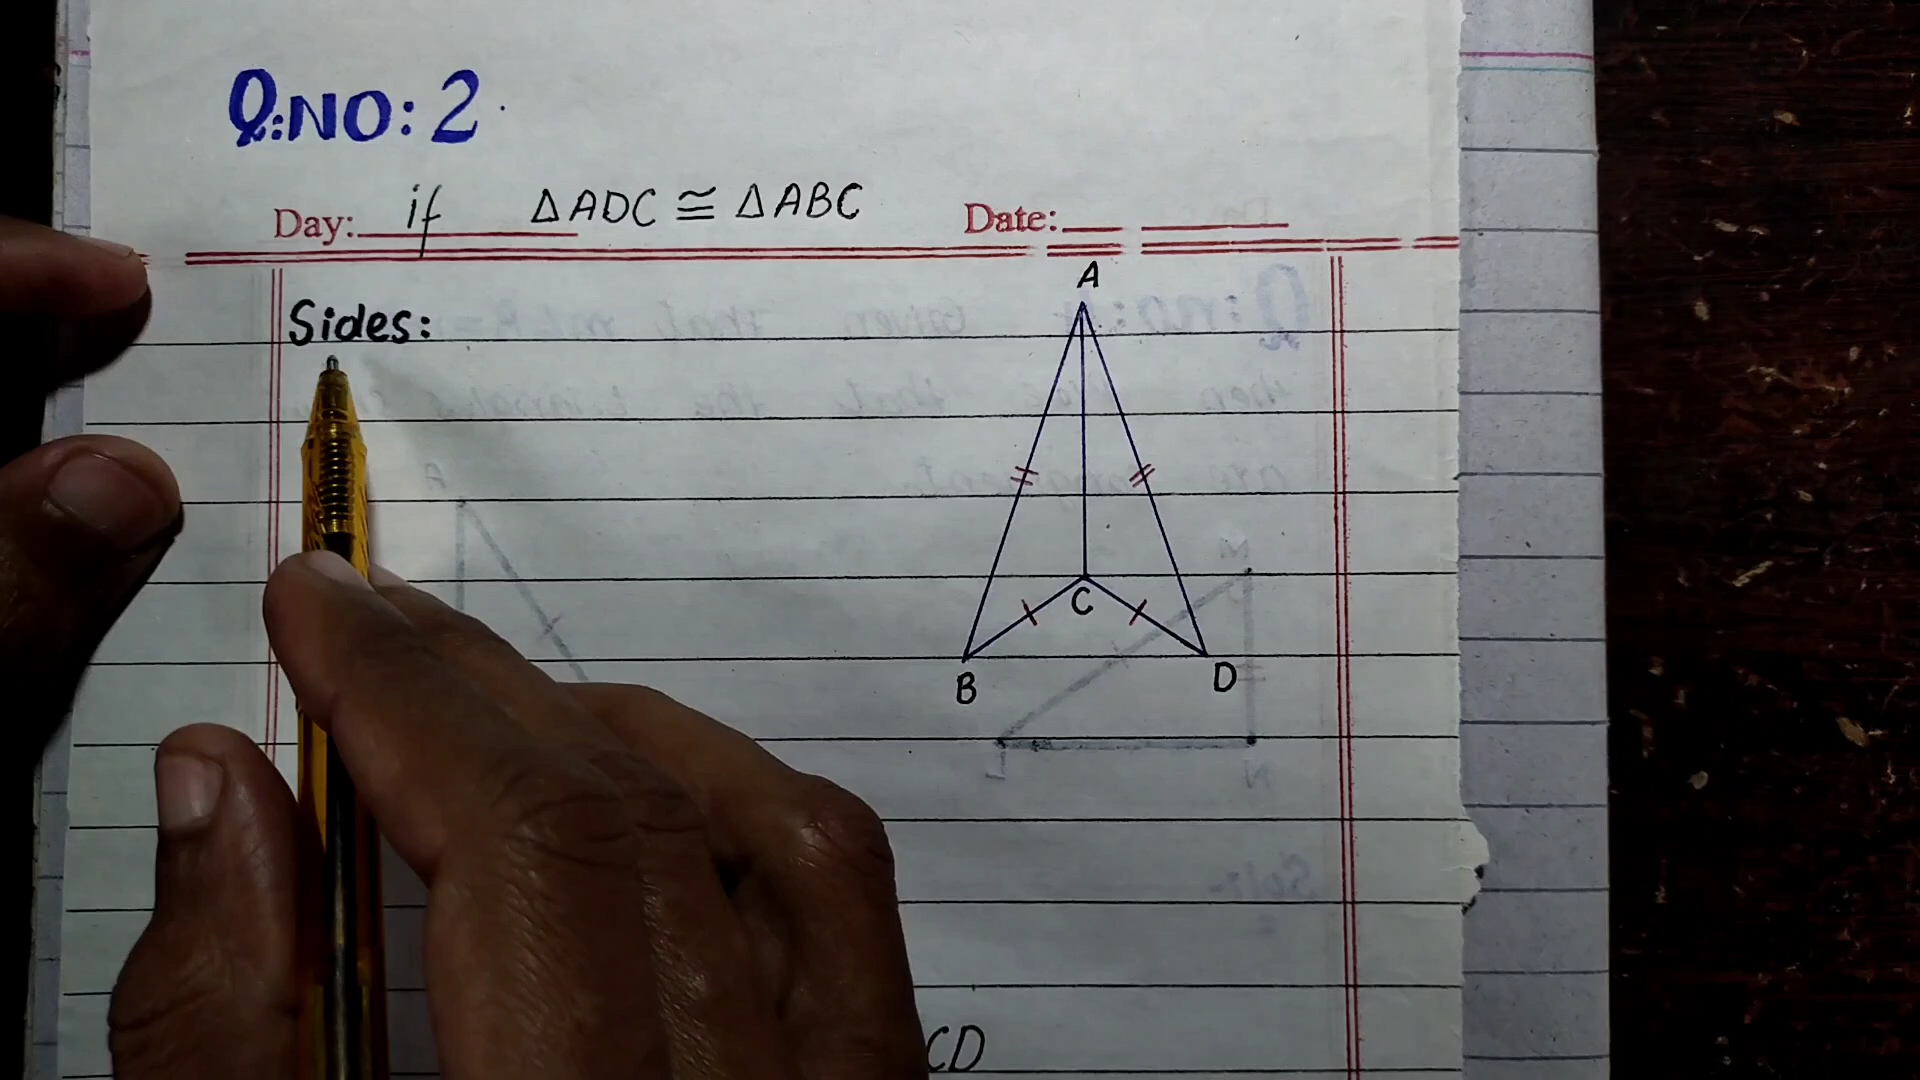 Q:NO: 2
Day: if ΔADC ≅ ΔABC Date:
Sides:
A
C
B
D
CD